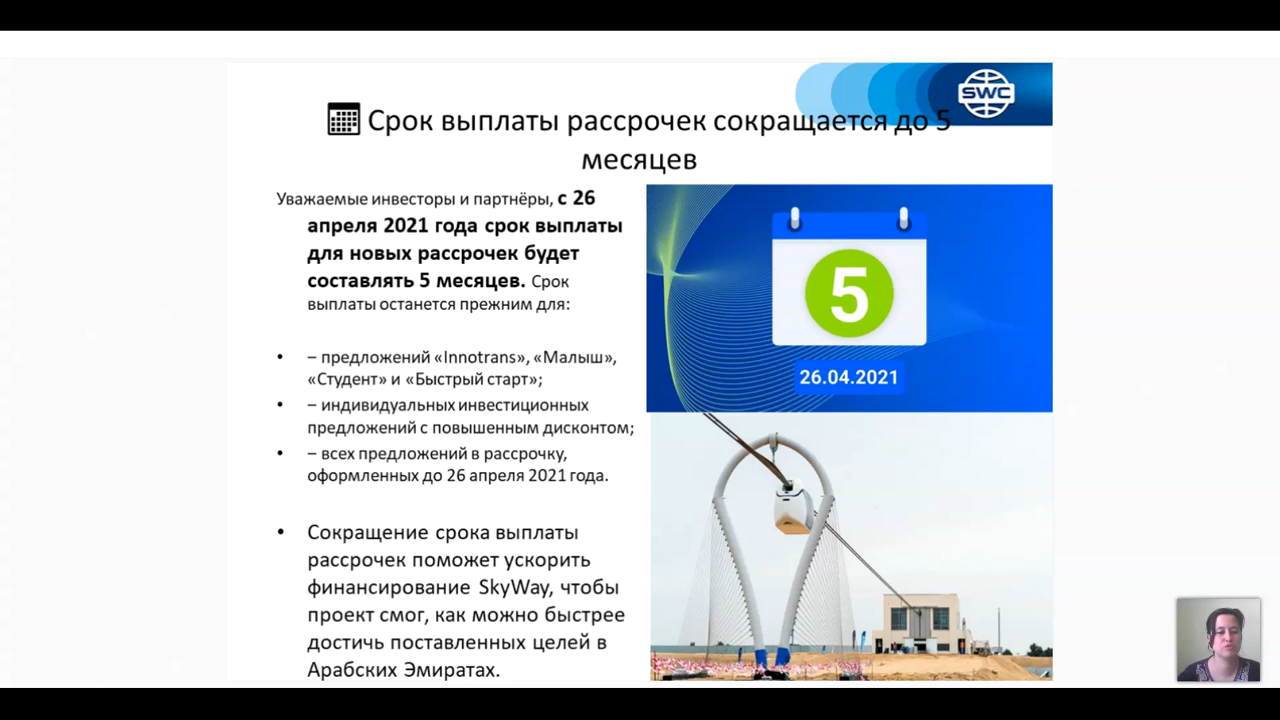 SWC
Срок выплаты рассрочек сокращается до 5
месяцев
Уважаемые инвесторы и партнёры, с 26
апреля 2021 года срок выплаты
для новых рассрочек будет
составлять 5 месяцев. Срок
выплаты останется прежним для:
• – предложений «Innotrans», «Малыш»,
«Студент» и «Быстрый старт»;
• – индивидуальных инвестиционных
предложений с повышенным дисконтом;
• – всех предложений в рассрочку,
оформленных до 26 апреля 2021 года.
• Сокращение срока выплаты
рассрочек поможет ускорить
финансирование SkyWay, чтобы
проект смог, как можно быстрее
достичь поставленных целей в
Арабских Эмиратах.
5
26.04.2021